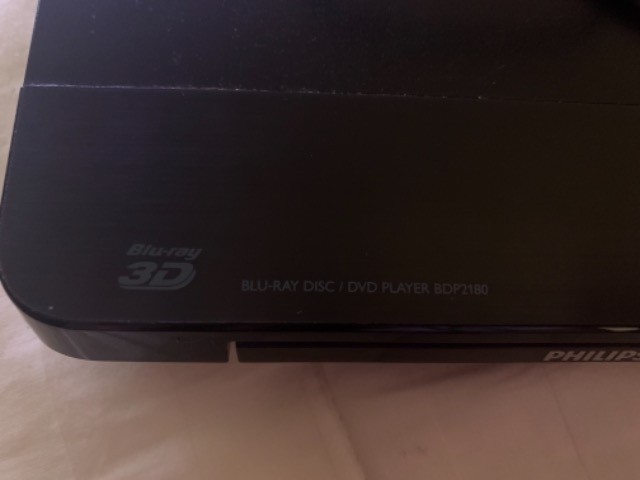 Blu-ray
3D
BLU-RAY DISC / DVD PLAYER BDP2180
PHILIPS